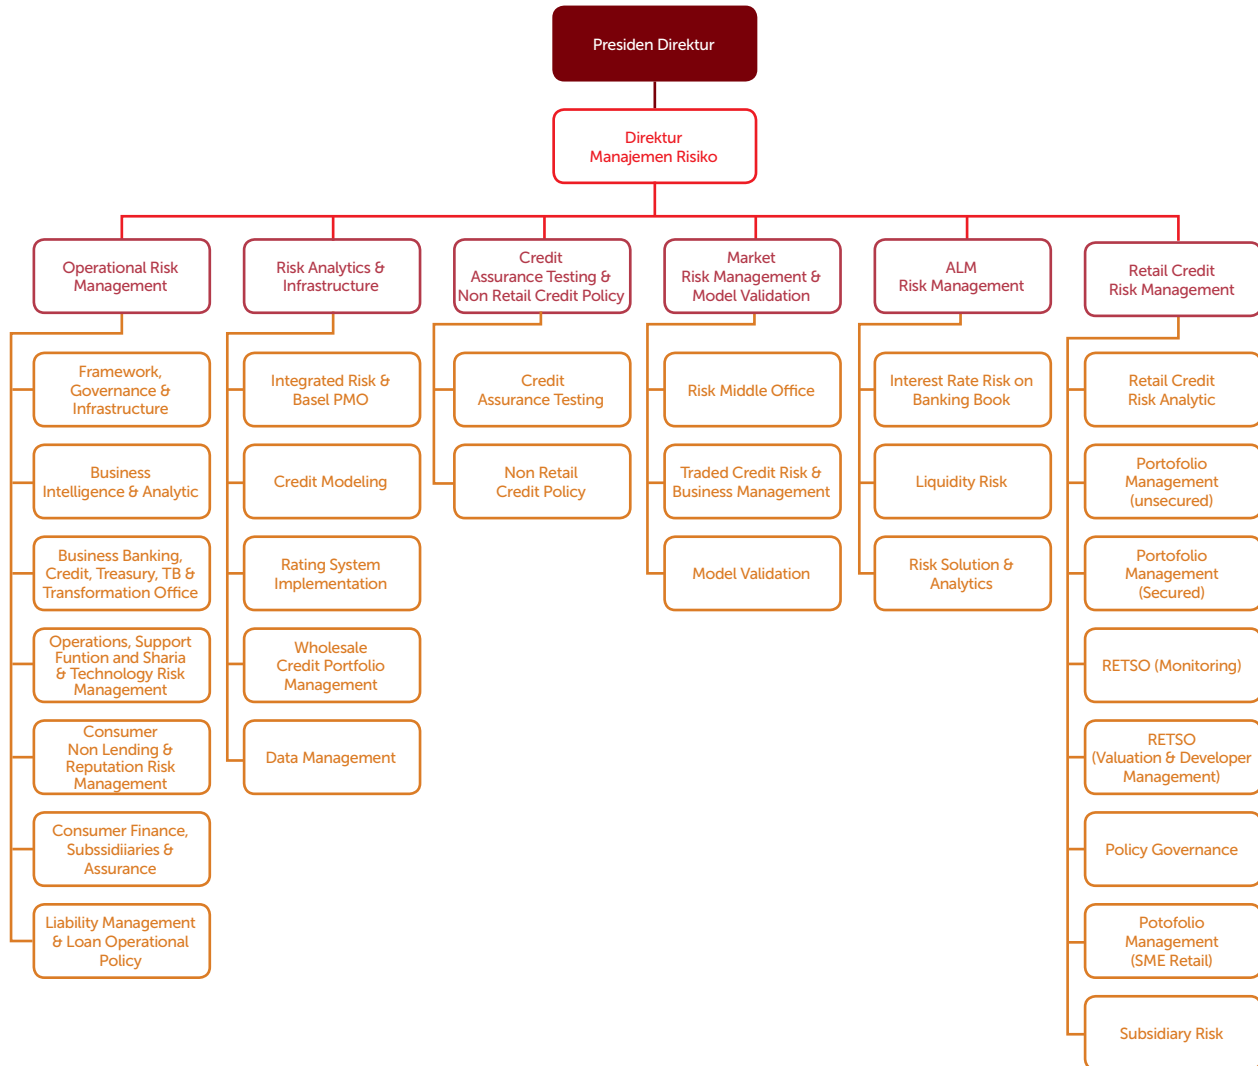 Presiden Direktur
Direktur
Manajemen Risiko
Operational Risk
Management
Risk Analytics &
Infrastructure
Credit
Assurance Testing &
Non Retail Credit Policy
Market
Risk Management &
Model Validation
ALM
Risk Management
Retail Credit
Risk Management
Framework,
Governance &
Infrastructure
Business
Intelligence & Analytic
Business Banking,
Credit, Treasury, TB &
Transformation Office
Operations, Support
Funtion and Sharia
& Technology Risk
Management
Consumer
Non Lending &
Reputation Risk
Management
Consumer Finance,
Subssidiiaries &
Assurance
Liability Management
& Loan Operational
Policy
Integrated Risk &
Basel PMO
Credit Modeling
Rating System
Implementation
Wholesale
Credit Portfolio
Management
Data Management
Credit
Assurance Testing
Non Retail
Credit Policy
Risk Middle Office
Traded Credit Risk &
Business Management
Model Validation
Interest Rate Risk on
Banking Book
Liquidity Risk
Risk Solution &
Analytics
Retail Credit
Risk Analytic
Portofolio
Management
(unsecured)
Portofolio
Management
(Secured)
RETSO (Monitoring)
RETSO
(Valuation & Developer
Management)
Policy Governance
Potofolio
Management
(SME Retail)
Subsidiary Risk